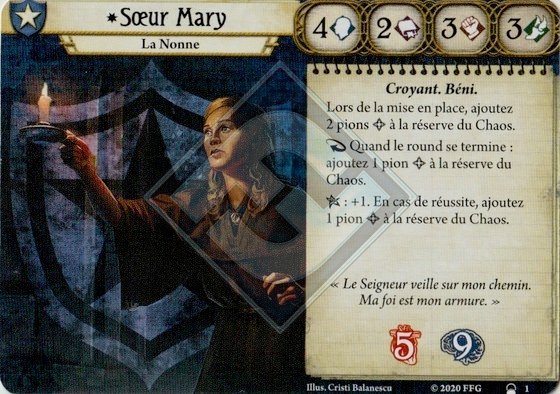 Sœur Mary
La Nonne
4 2 3 3
Croyant. Béni.
Lors de la mise en place, ajoutez
2 pions à la réserve du Chaos.
Quand le round se termine :
ajoutez 1 pion à la réserve du
Chaos.
: +1. En cas de réussite, ajoutez
1 pion à la réserve du Chaos.
« Le Seigneur veille sur mon chemin.
Ma foi est mon armure. »
5 9
Illus. Cristi Balanescu © 2020 FFG 1